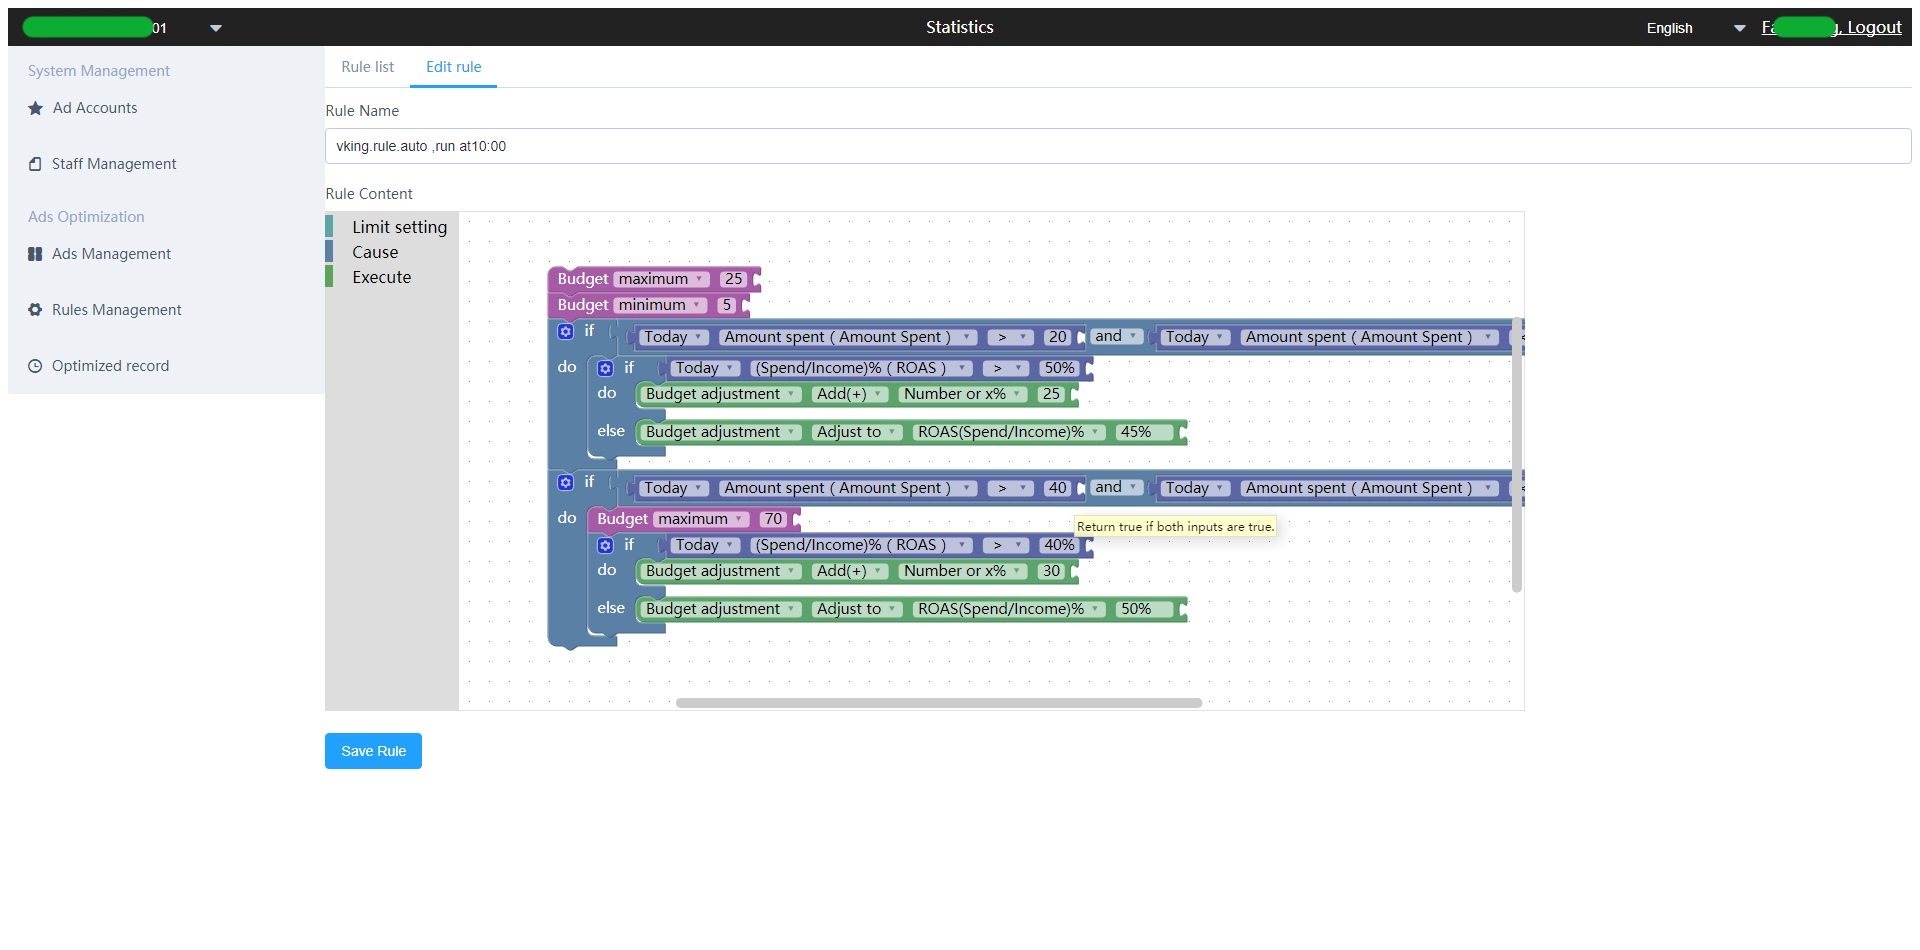 01
Statistics
English
Logout
System Management
Ad Accounts
Staff Management
Ads Optimization
Ads Management
Rules Management
Optimized record
Rule list
Edit rule
Rule Name
vking.rule.auto ,run at10:00
Rule Content
Limit setting
Cause
Execute
Budget maximum 25
Budget minimum 5
if Today Amount spent ( Amount Spent ) > 20 and Today Amount spent ( Amount Spent )
do if Today (Spend/Income)% ( ROAS ) > 50%
do Budget adjustment Add(+) Number or x% 25
else Budget adjustment Adjust to ROAS(Spend/Income)% 45%
if Today Amount spent ( Amount Spent ) > 40 and Today Amount spent ( Amount Spent )
do Budget maximum 70
Return true if both inputs are true.
if Today (Spend/Income)% ( ROAS ) > 40%
do Budget adjustment Add(+) Number or x% 30
else Budget adjustment Adjust to ROAS(Spend/Income)% 50%
Save Rule